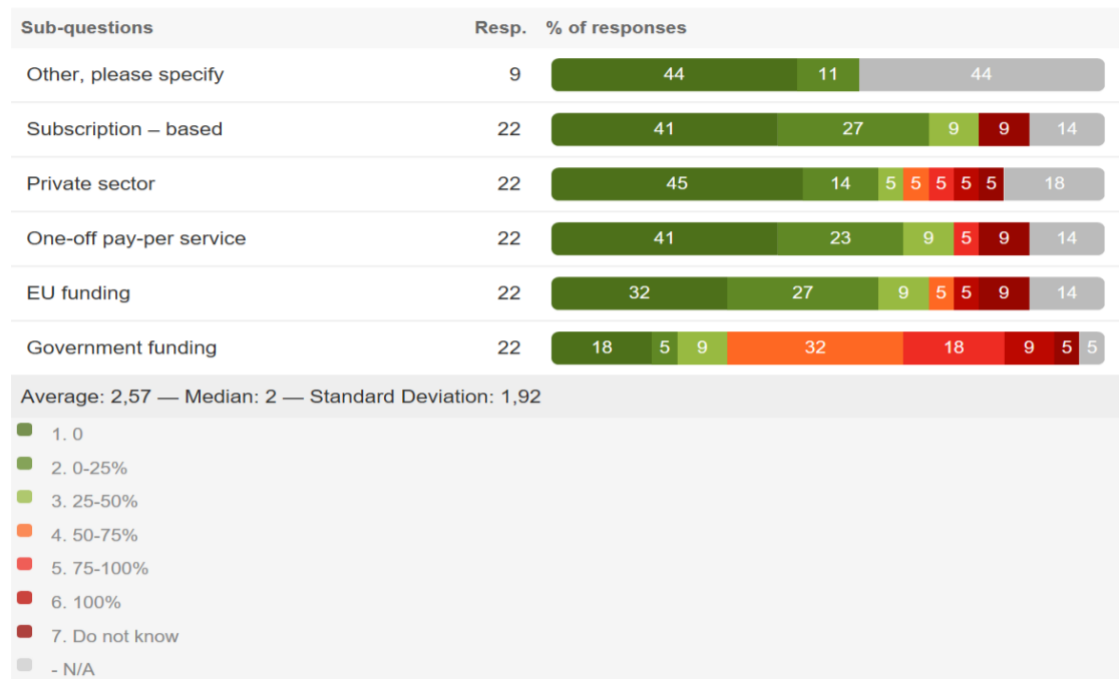 Sub-questions Resp. % of responses
Other, please specify 9 44 11 44
Subscription – based 22 41 27 9 9 14
Private sector 22 45 14 5 5 5 5 5 18
One-off pay-per service 22 41 23 9 5 9 14
EU funding 22 32 27 9 5 5 9 14
Government funding 22 18 5 9 32 18 9 5 5
Average: 2,57 — Median: 2 — Standard Deviation: 1,92
1. 0
2. 0-25%
3. 25-50%
4. 50-75%
5. 75-100%
6. 100%
7. Do not know
- N/A